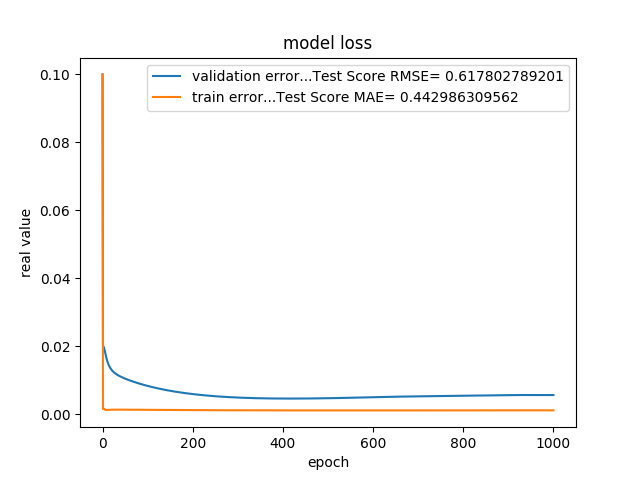 model loss
validation error...Test Score RMSE= 0.617802789201
train error...Test Score MAE= 0.442986309562
real value
0.10
0.08
0.06
0.04
0.02
0.00
0 200 400 600 800 1000
epoch